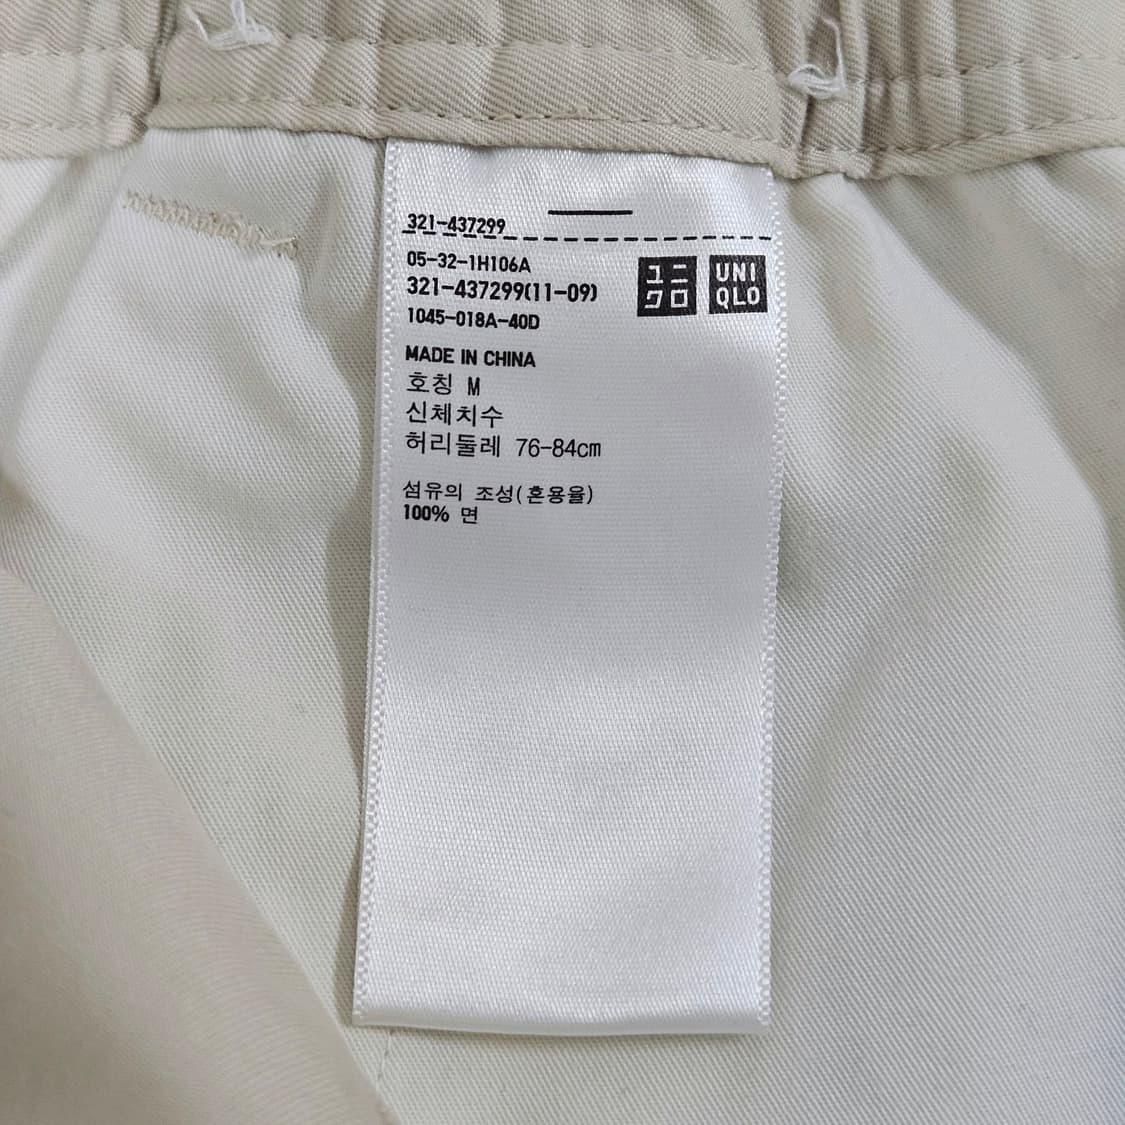 321-437299
05-32-1H106A
321-437299(11-09)
1045-018A-40D
ユニ
クロ
UNI
QLO
MADE IN CHINA
호칭 M
신체치수
허리둘레 76-84cm
섬유의 조성(혼용율)
100% 면